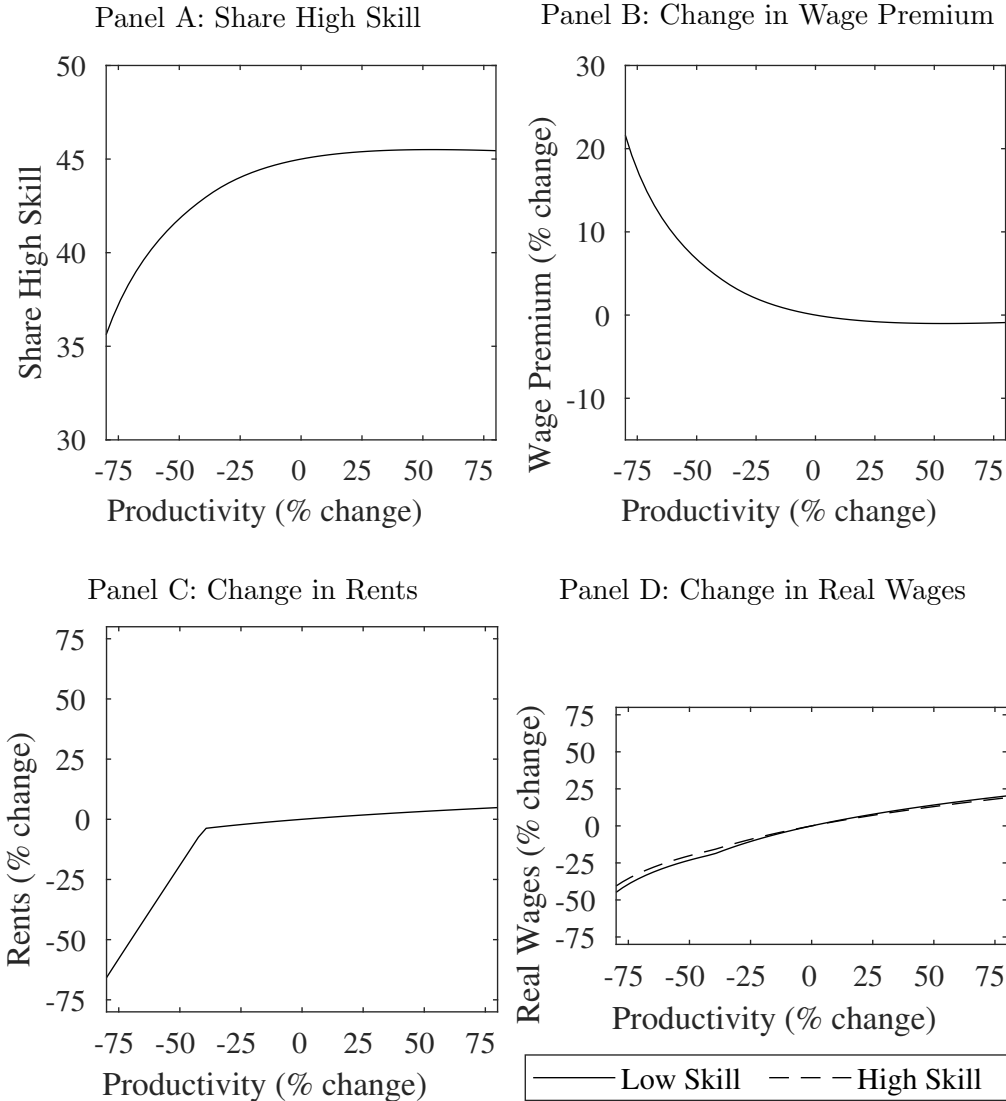 Panel A: Share High Skill
Share High Skill
50
45
40
35
30
-75 -50 -25 0 25 50 75
Productivity (% change)
Panel B: Change in Wage Premium
Wage Premium (% change)
30
20
10
0
-10
-75 -50 -25 0 25 50 75
Productivity (% change)
Panel C: Change in Rents
Rents (% change)
75
50
25
0
-25
-50
-75
-75 -50 -25 0 25 50 75
Productivity (% change)
Panel D: Change in Real Wages
Real Wages (% change)
75
50
25
0
-25
-50
-75
-75 -50 -25 0 25 50 75
Productivity (% change)
Low Skill High Skill